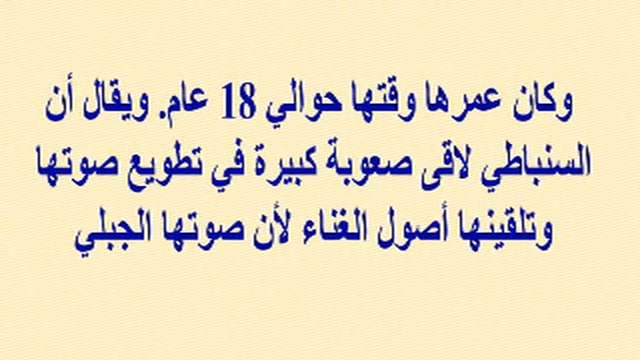 وكان عمرها وقتها حوالي 18 عام. ويقال أن
السنباطي لاقى صعوبة كبيرة في تطويع صوتها
وتلقينها أصول الغناء لأن صوتها الجبلي